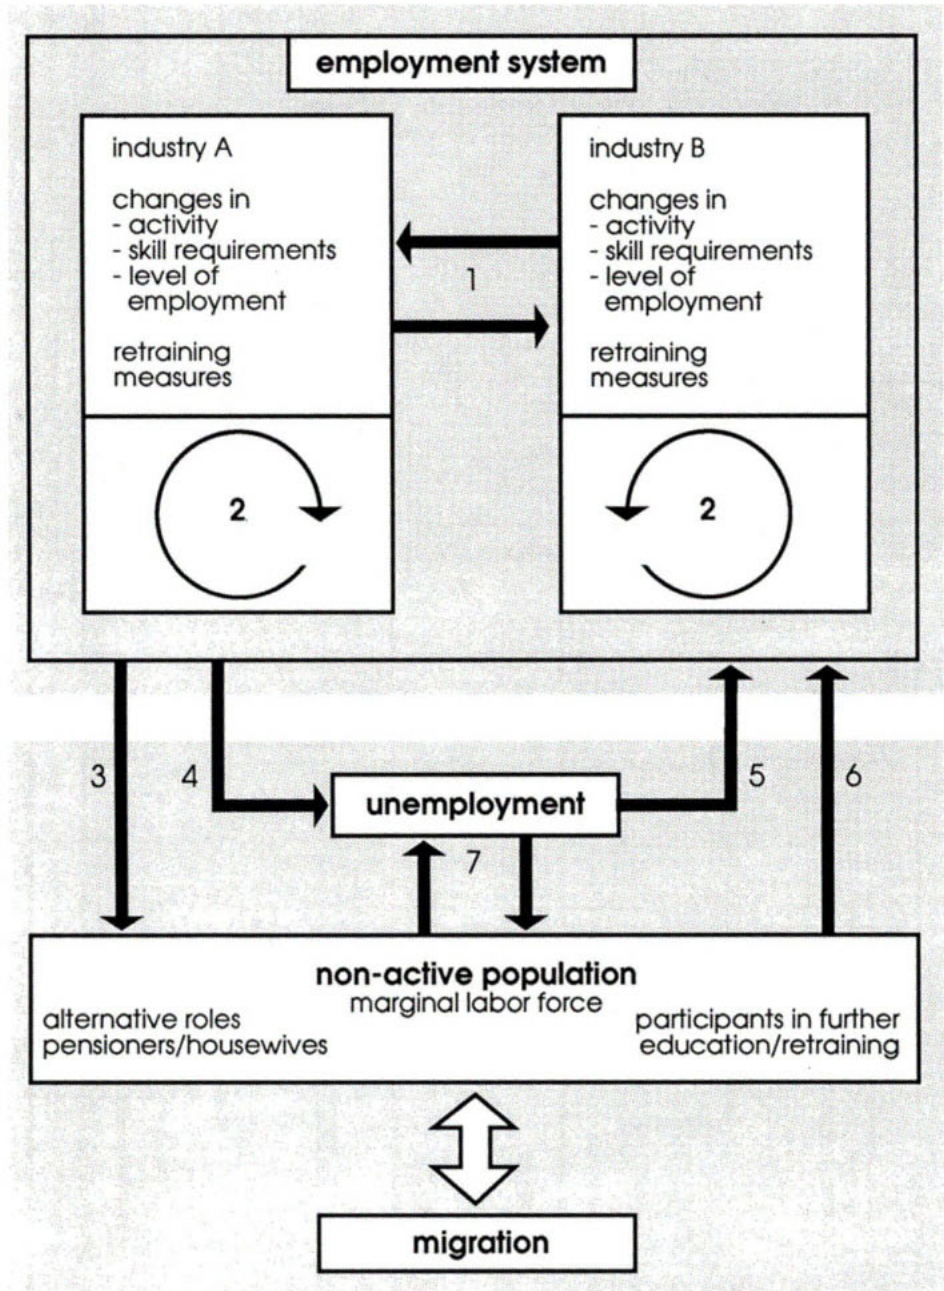 employment system
industry A
changes in
- activity
- skill requirements
- level of
employment
retraining
measures
2
1
industry B
changes in
- activity
- skill requirements
- level of
employment
retraining
measures
2
3
4
5
6
unemployment
7
non-active population
marginal labor force
alternative roles
pensioners/housewives
participants in further
education/retraining
migration